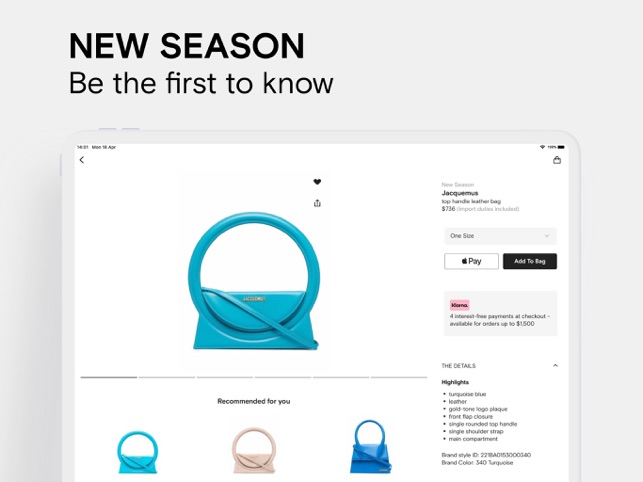 NEW SEASON
Be the first to know
14:31 Mon 18 Apr
100%
New Season
Jacquemus
top handle leather bag
$736 (Import duties included)
One Size
Pay
Add To Bag
Klarna.
4 interest-free payments at checkout -
available for orders up to $1,500
JACQUEMUS
THE DETAILS
Highlights
• turquoise blue
• leather
• gold-tone logo plaque
• front flap closure
• single rounded top handle
• single shoulder strap
• main compartment
Brand style ID: 221BA0153000340
Brand Color: 340 Turquoise
Recommended for you